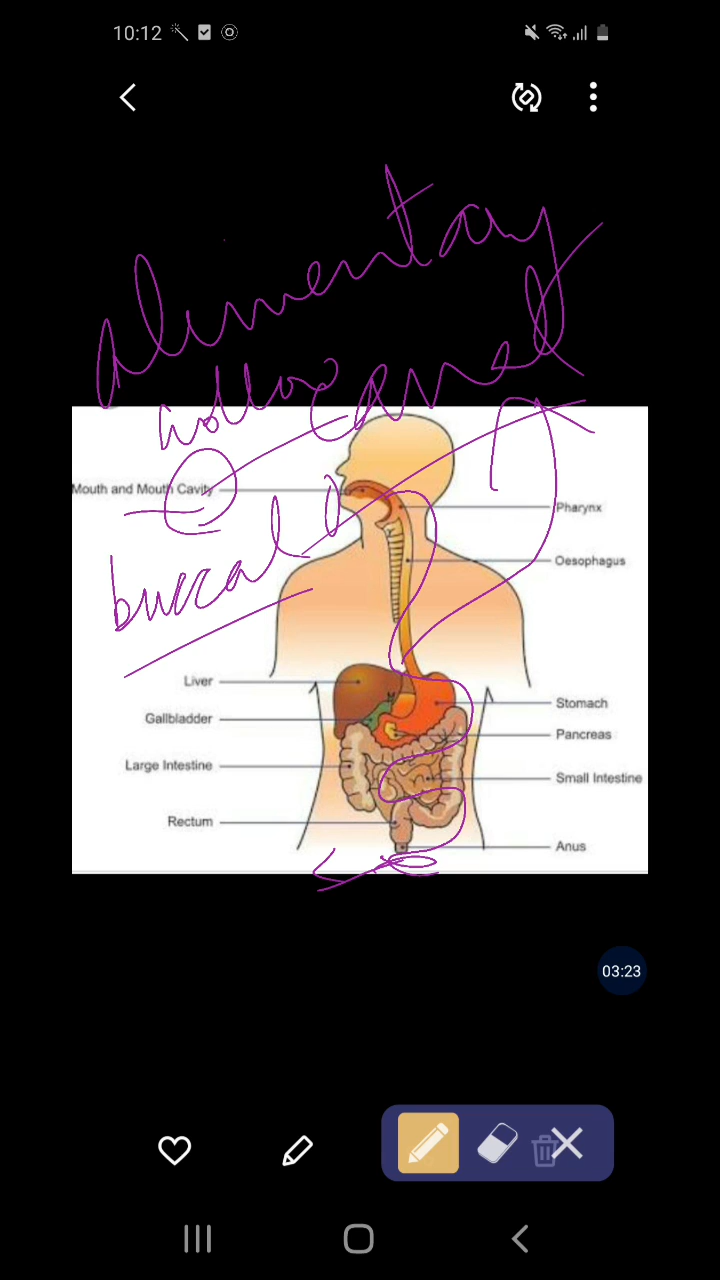 10:12
alimentary
hollow canal
Mouth and Mouth Cavity
Pharynx
buccal
Oesophagus
Liver
Stomach
Gallbladder
Pancreas
Large Intestine
Small Intestine
Rectum
Anus
03:23